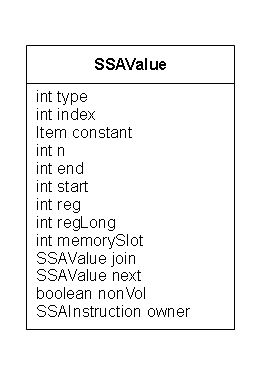 SSAValue
int type
int index
Item constant
int n
int end
int start
int reg
int regLong
int memorySlot
SSAValue join
SSAValue next
boolean nonVol
SSAInstruction owner